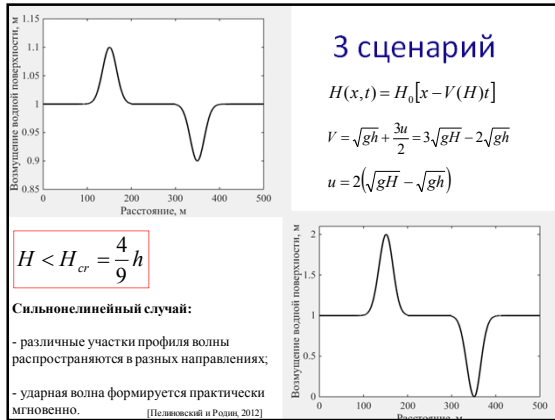 3 сценарий
H(x,t) = H₀[x − V(H)t]
V = √gh + 3u/2 = 3√gH − 2√gh
u = 2(√gH − √gh)
Возмущение водной поверхности, м
1.15
1.1
1.05
1
0.95
0.9
0.85
0 100 200 300 400 500
Расстояние, м
H < H_cr = 4/9 h
Сильнонелинейный случай:
- различные участки профиля волны
распространяются в разных направлениях;
- ударная волна формируется практически
мгновенно.
[Пелиновский и Родин, 2012]
Возмущение водной поверхности, м
2
1.5
1
0.5
0
0 100 200 300 400 500
Расстояние, м